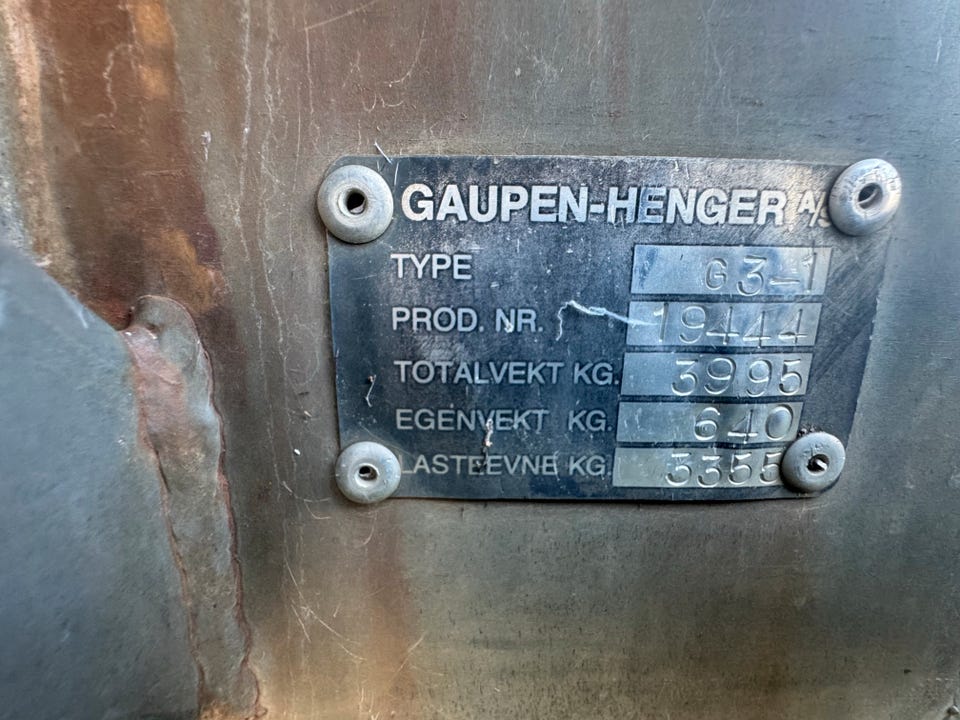 GAUPEN-HENGER A/S
TYPE G3-1
PROD. NR. 19444
TOTALVEKT KG. 3995
EGENVEKT KG. 640
LASTEEVNE KG. 3355